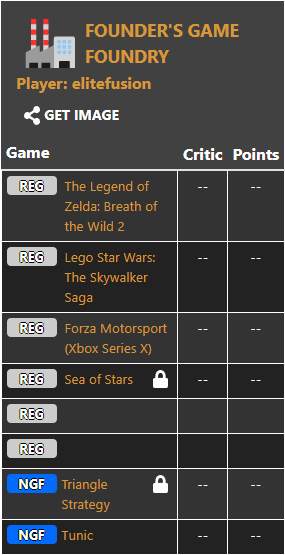 FOUNDER'S GAME
FOUNDRY
Player: elitefusion
GET IMAGE
Game Critic Points
REG The Legend of -- --
Zelda: Breath of
the Wild 2
REG Lego Star Wars: -- --
The Skywalker
Saga
REG Forza Motorsport -- --
(Xbox Series X)
REG Sea of Stars -- --
REG
REG
NGF Triangle -- --
Strategy
NGF Tunic -- --